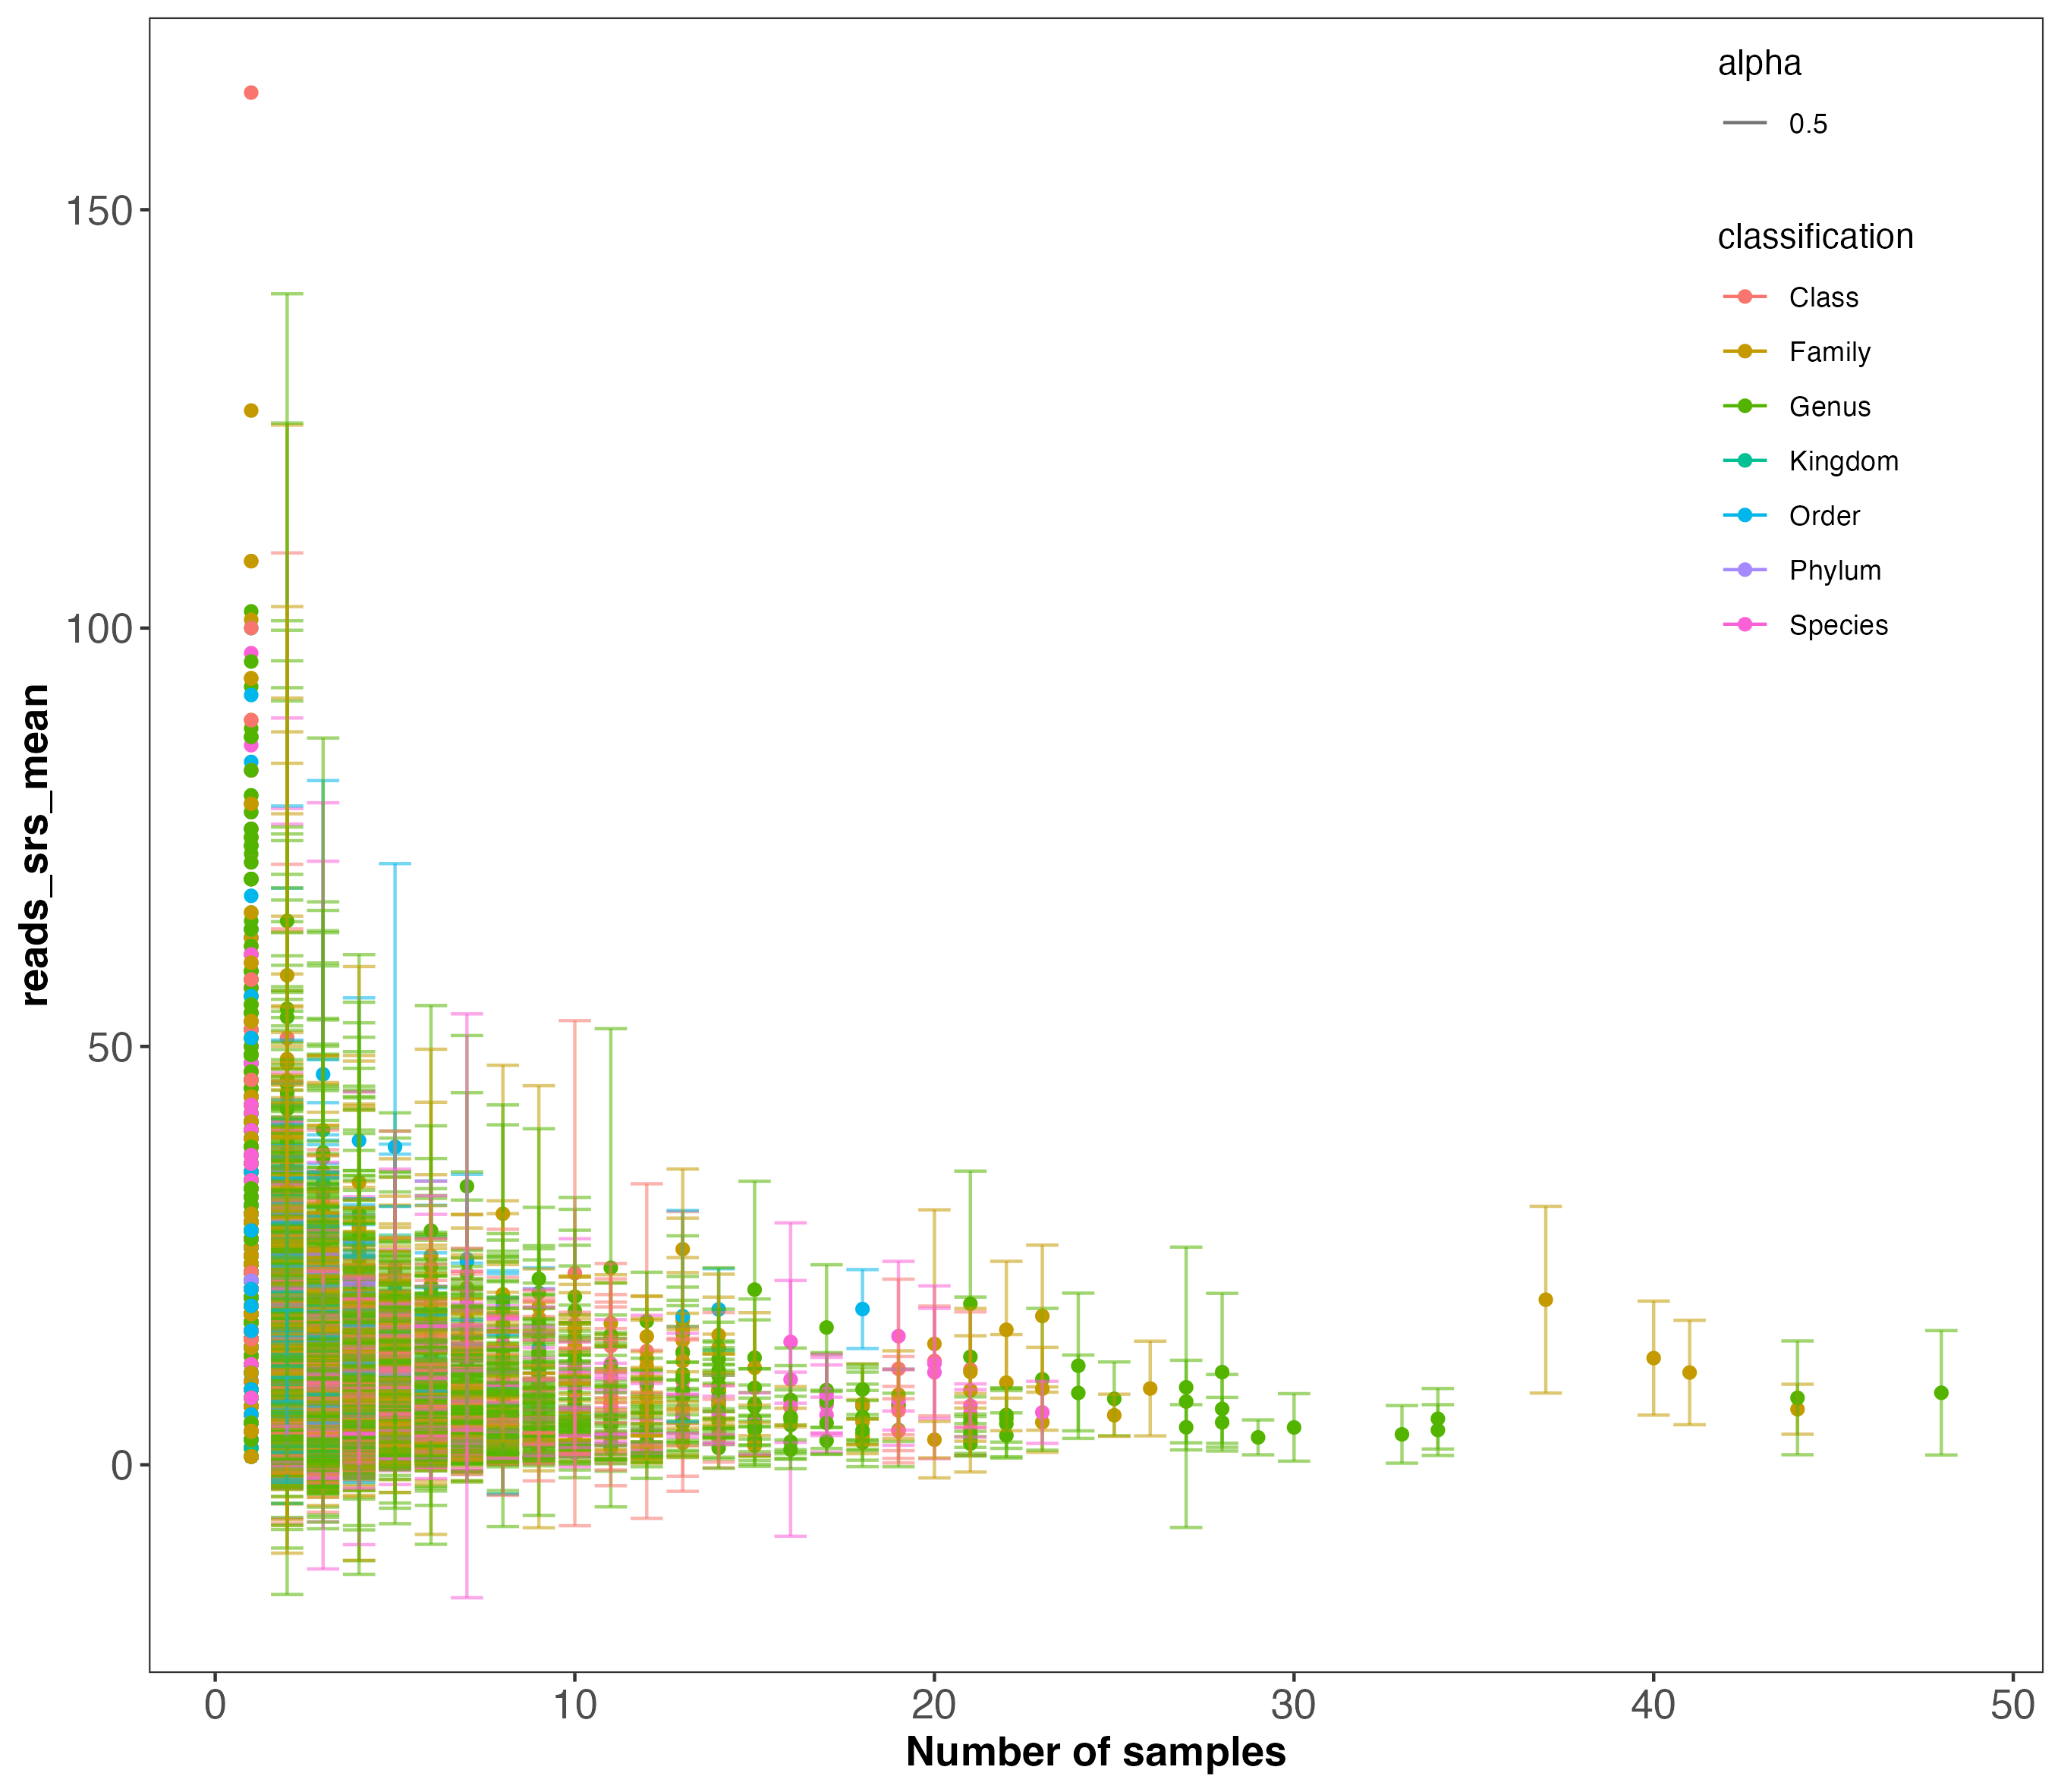 alpha
0.5
classification
Class
Family
Genus
Kingdom
Order
Phylum
Species
reads_srs_mean
150
100
50
0
0 10 20 30 40 50
Number of samples